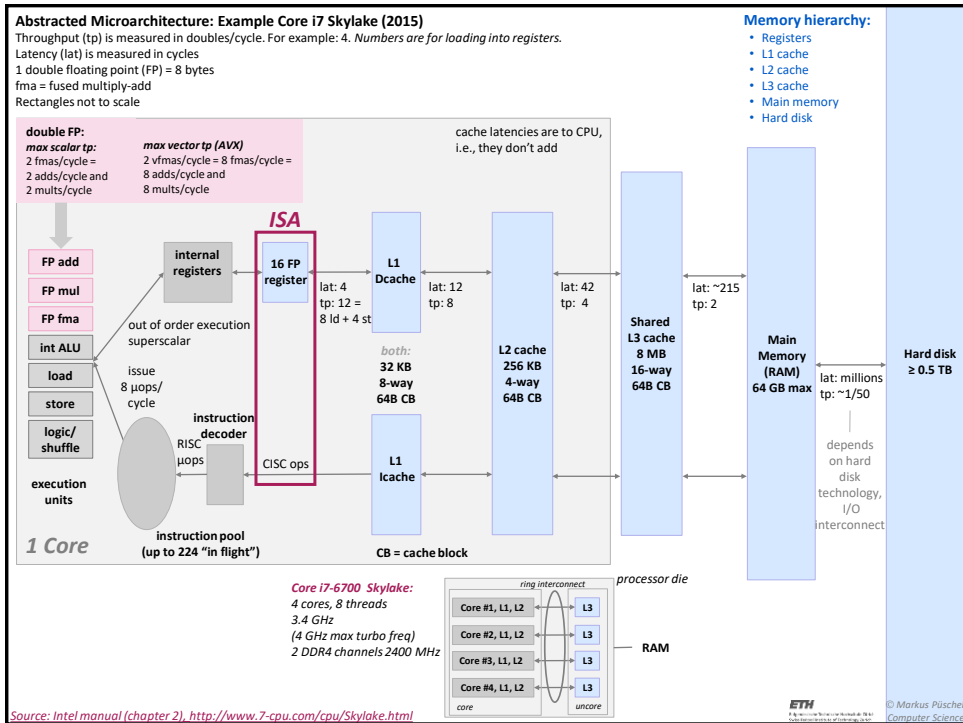 Abstracted Microarchitecture: Example Core i7 Skylake (2015)
Throughput (tp) is measured in doubles/cycle. For example: 4. Numbers are for loading into registers.
Latency (lat) is measured in cycles
1 double floating point (FP) = 8 bytes
fma = fused multiply-add
Rectangles not to scale
Memory hierarchy:
• Registers
• L1 cache
• L2 cache
• L3 cache
• Main memory
• Hard disk
double FP:
max scalar tp:
2 fmas/cycle =
2 adds/cycle and
2 mults/cycle
max vector tp (AVX)
2 vfmas/cycle = 8 fmas/cycle =
8 adds/cycle and
8 mults/cycle
cache latencies are to CPU,
i.e., they don't add
ISA
FP add
FP mul
FP fma
int ALU
load
store
logic/
shuffle
execution
units
internal
registers
16 FP
register
out of order execution
superscalar
issue
8 µops/
cycle
RISC
µops
instruction
decoder
CISC ops
instruction pool
(up to 224 "in flight")
1 Core
lat: 4
tp: 12 =
8 ld + 4 st
L1
Dcache
both:
32 KB
8-way
64B CB
L1
Icache
CB = cache block
lat: 12
tp: 8
L2 cache
256 KB
4-way
64B CB
lat: 42
tp: 4
Shared
L3 cache
8 MB
16-way
64B CB
lat: ~215
tp: 2
Main
Memory
(RAM)
64 GB max
lat: millions
tp: ~1/50
depends
on hard
disk
technology,
I/O
interconnect
Hard disk
≥ 0.5 TB
Core i7-6700 Skylake:
4 cores, 8 threads
3.4 GHz
(4 GHz max turbo freq)
2 DDR4 channels 2400 MHz
ring interconnect
processor die
Core #1, L1, L2
L3
Core #2, L1, L2
L3
Core #3, L1, L2
L3
Core #4, L1, L2
L3
core
uncore
RAM
Source: Intel manual (chapter 2), http://www.7-cpu.com/cpu/Skylake.html
ETH
© Markus Püschel
Computer Science